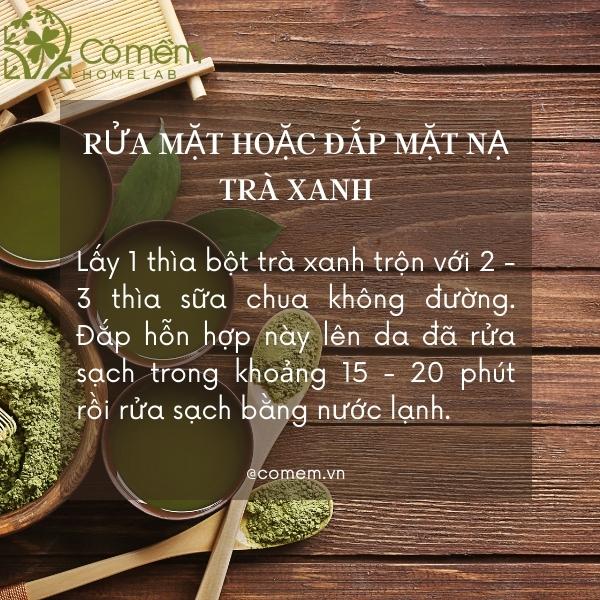 Cỏ mềm
HOME LAB
RỬA MẶT HOẶC ĐẮP MẶT NẠ
TRÀ XANH
Lấy 1 thìa bột trà xanh trộn với 2 -
3 thìa sữa chua không đường.
Đắp hỗn hợp này lên da đã rửa
sạch trong khoảng 15 - 20 phút
rồi rửa sạch bằng nước lạnh.
@comem.vn